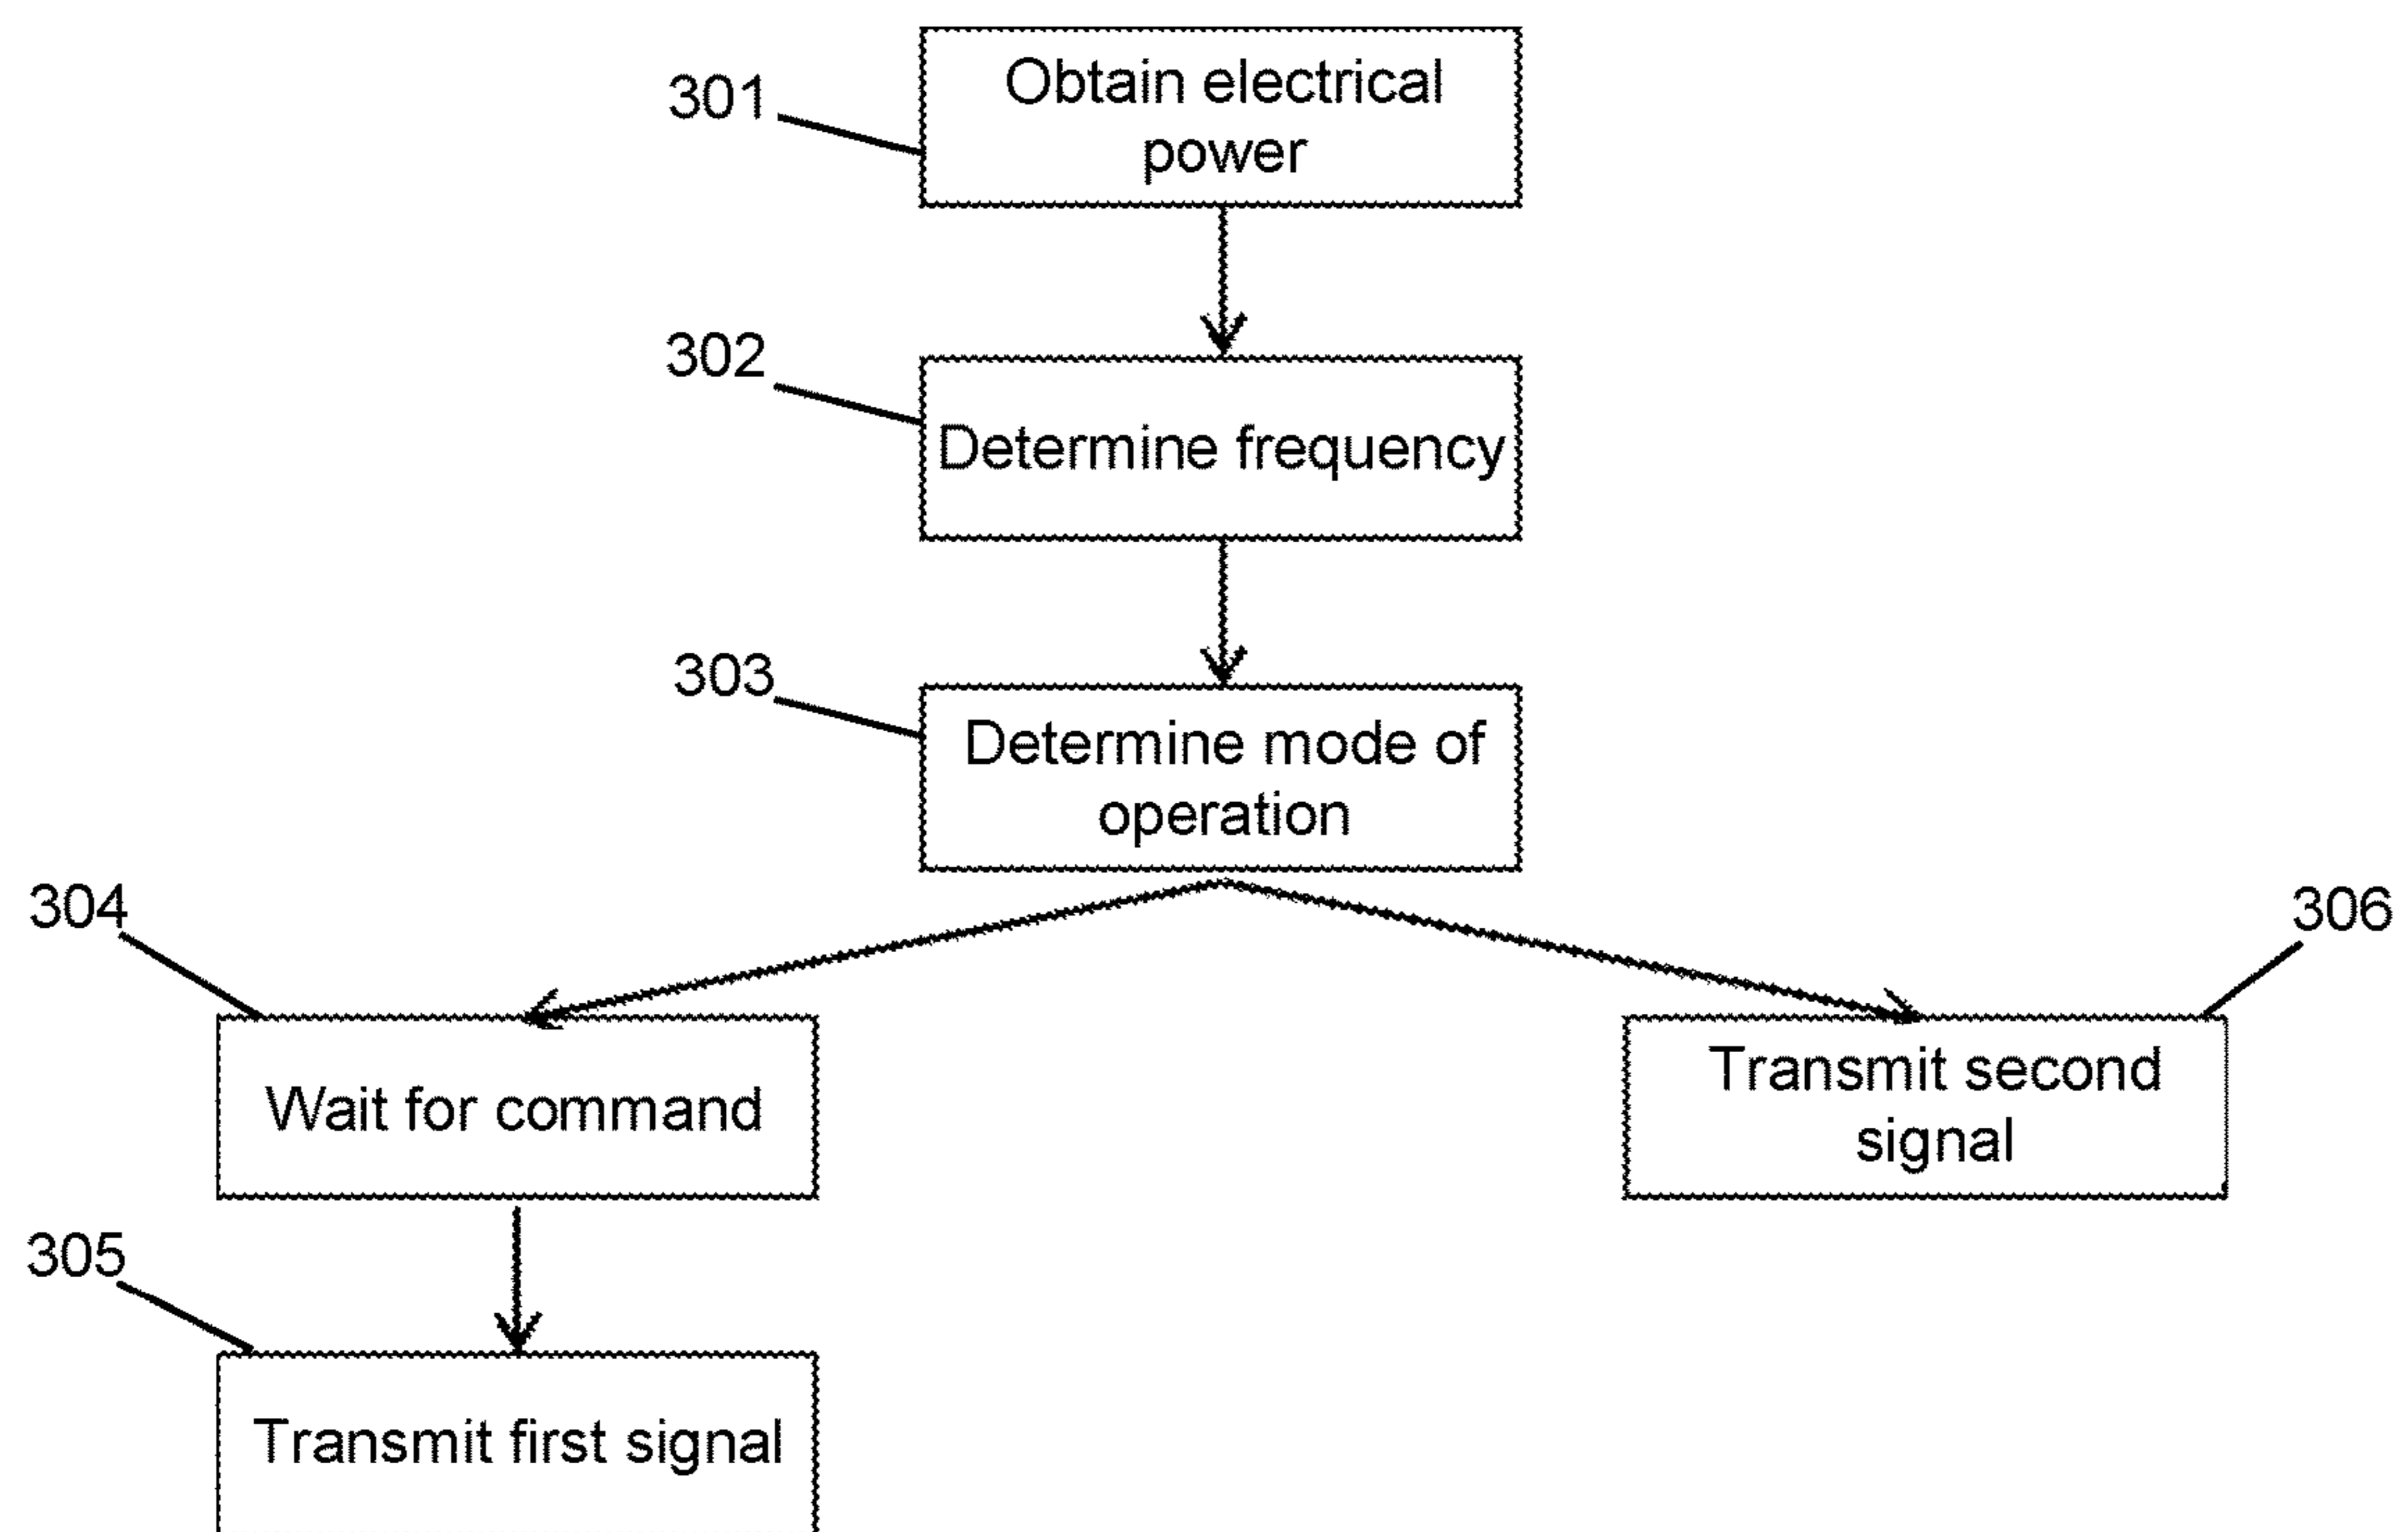 301
Obtain electrical
power
302
Determine frequency
303
Determine mode of
operation
304
Wait for command
306
Transmit second
signal
305
Transmit first signal